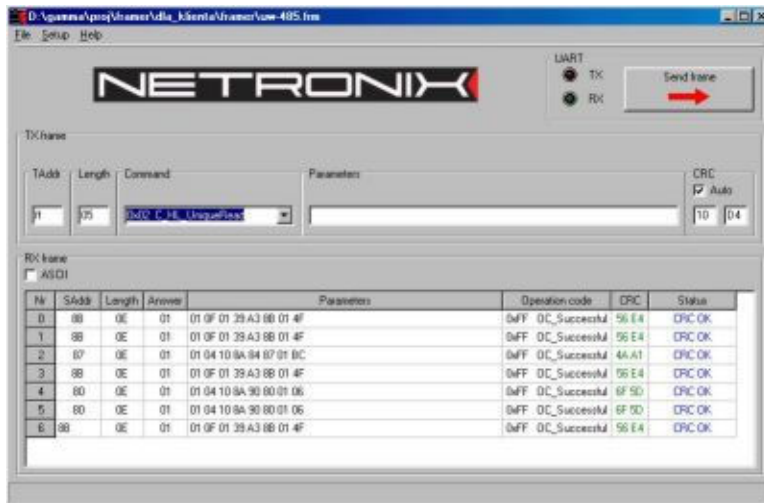 D:\gamma\proj\framer\dla_klienta\framer\uw-485.frm
File Setup Help
NETRONIX
UART
TX
RX
Send frame
TX frame
TAddr Length Command Parameters CRC
Auto
05 0x02 C_HL_UniqueRead 10 D4
RX frame
ASCII
Nr SAddr Length Answer Parameters Operation code CRC Status
0 8B 0E 01 01 0F 01 39 A3 8B 01 4F 0xFF OC_Successful 56 E4 CRC OK
1 8B 0E 01 01 0F 01 39 A3 8B 01 4F 0xFF OC_Successful 56 E4 CRC OK
2 87 0E 01 01 04 10 8A 84 87 01 BC 0xFF OC_Successful 4A A1 CRC OK
3 8B 0E 01 01 0F 01 39 A3 8B 01 4F 0xFF OC_Successful 56 E4 CRC OK
4 80 0E 01 01 04 10 8A 90 80 01 06 0xFF OC_Successful 6F 5D CRC OK
5 80 0E 01 01 04 10 8A 90 80 01 06 0xFF OC_Successful 6F 5D CRC OK
6 8B 0E 01 01 0F 01 39 A3 8B 01 4F 0xFF OC_Successful 56 E4 CRC OK